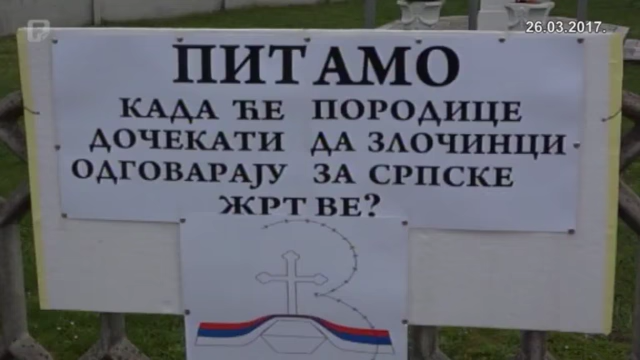 26.03.2017.
ПИТАМО
КАДА ЋЕ ПОРОДИЦЕ
ДОЧЕКАТИ ДА ЗЛОЧИНЦИ
ОДГОВАРАЈУ ЗА СРПСКЕ
ЖРТВЕ?